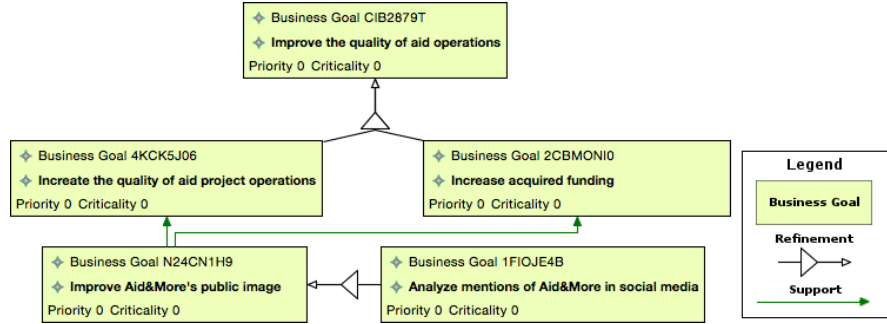 Business Goal CIB2879T
Improve the quality of aid operations
Priority 0 Criticality 0
Business Goal 4KCK5J06
Increate the quality of aid project operations
Priority 0 Criticality 0
Business Goal 2CBMONI0
Increase acquired funding
Priority 0 Criticality 0
Business Goal N24CN1H9
Improve Aid&More's public image
Priority 0 Criticality 0
Business Goal 1FIOJE4B
Analyze mentions of Aid&More in social media
Priority 0 Criticality 0
Legend
Business Goal
Refinement
Support